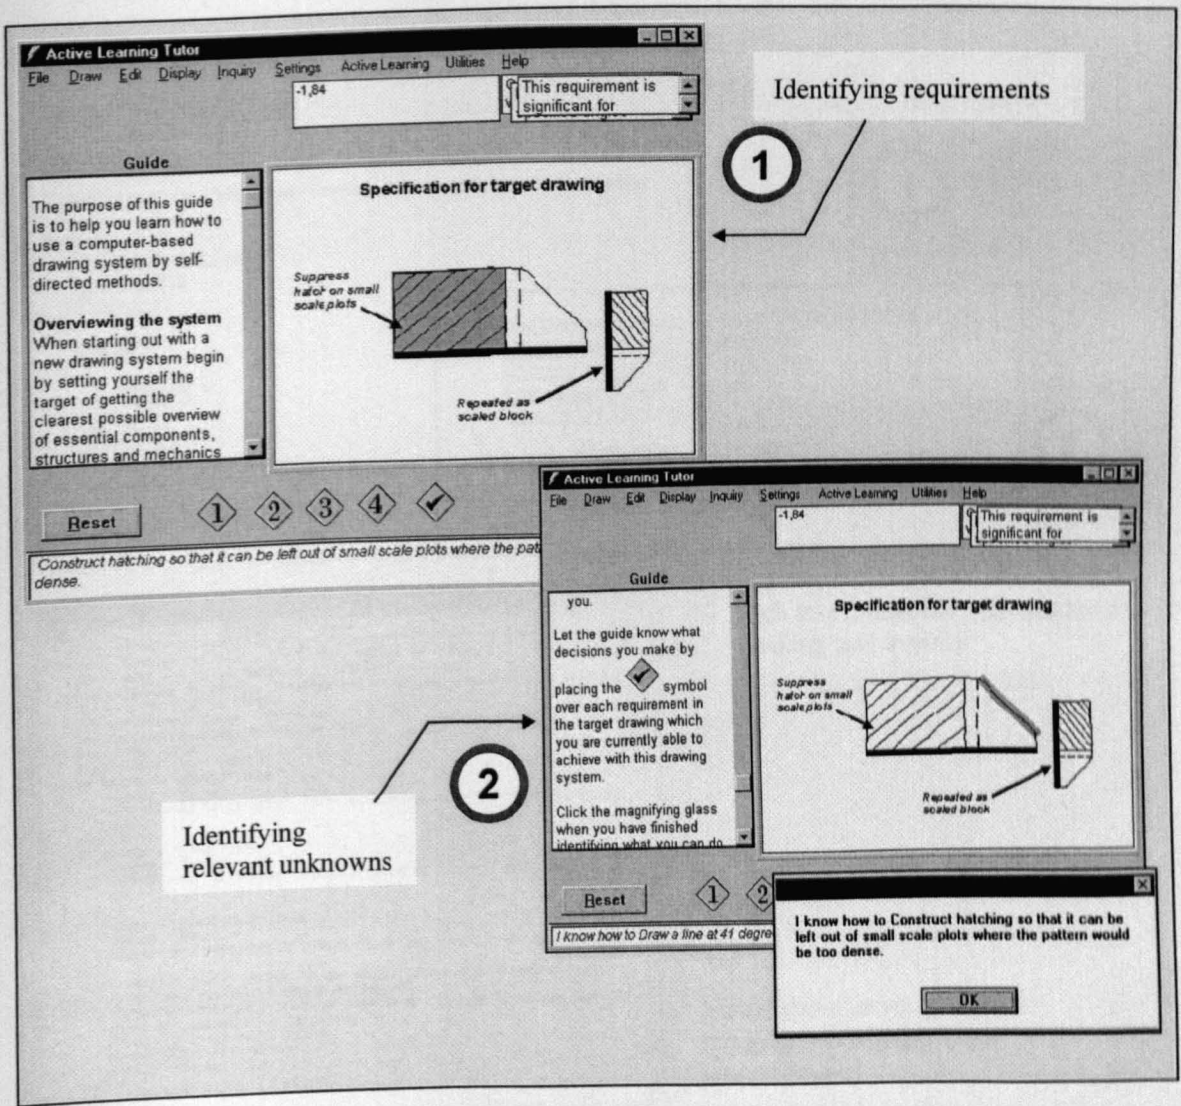 Active Learning Tutor
File Draw Edit Display Inquiry Settings Active Learning Utilities Help
-1,84
This requirement is
significant for
Identifying requirements
1
Guide
The purpose of this guide
is to help you learn how to
use a computer-based
drawing system by self-
directed methods.
Overviewing the system
When starting out with a
new drawing system begin
by setting yourself the
target of getting the
clearest possible overview
of essential components,
structures and mechanics
Specification for target drawing
Suppress
hatch on small
scale plots
Repeated as
scaled block
Reset
1 2 3 4
Construct hatching so that it can be left out of small scale plots where the pat
dense.
Active Learning Tutor
File Draw Edit Display Inquiry Settings Active Learning Utilities Help
-1,84
This requirement is
significant for
Guide
you.
Let the guide know what
decisions you make by
placing the symbol
over each requirement in
the target drawing which
you are currently able to
achieve with this drawing
system.
Click the magnifying glass
when you have finished
identifying what you can do
Specification for target drawing
Suppress
hatch on small
scale plots
Repeated as
scaled block
2
Identifying
relevant unknowns
Reset
1 2
I know how to Draw a line at 41 degre
I know how to Construct hatching so that it can be
left out of small scale plots where the pattern would
be too dense.
OK